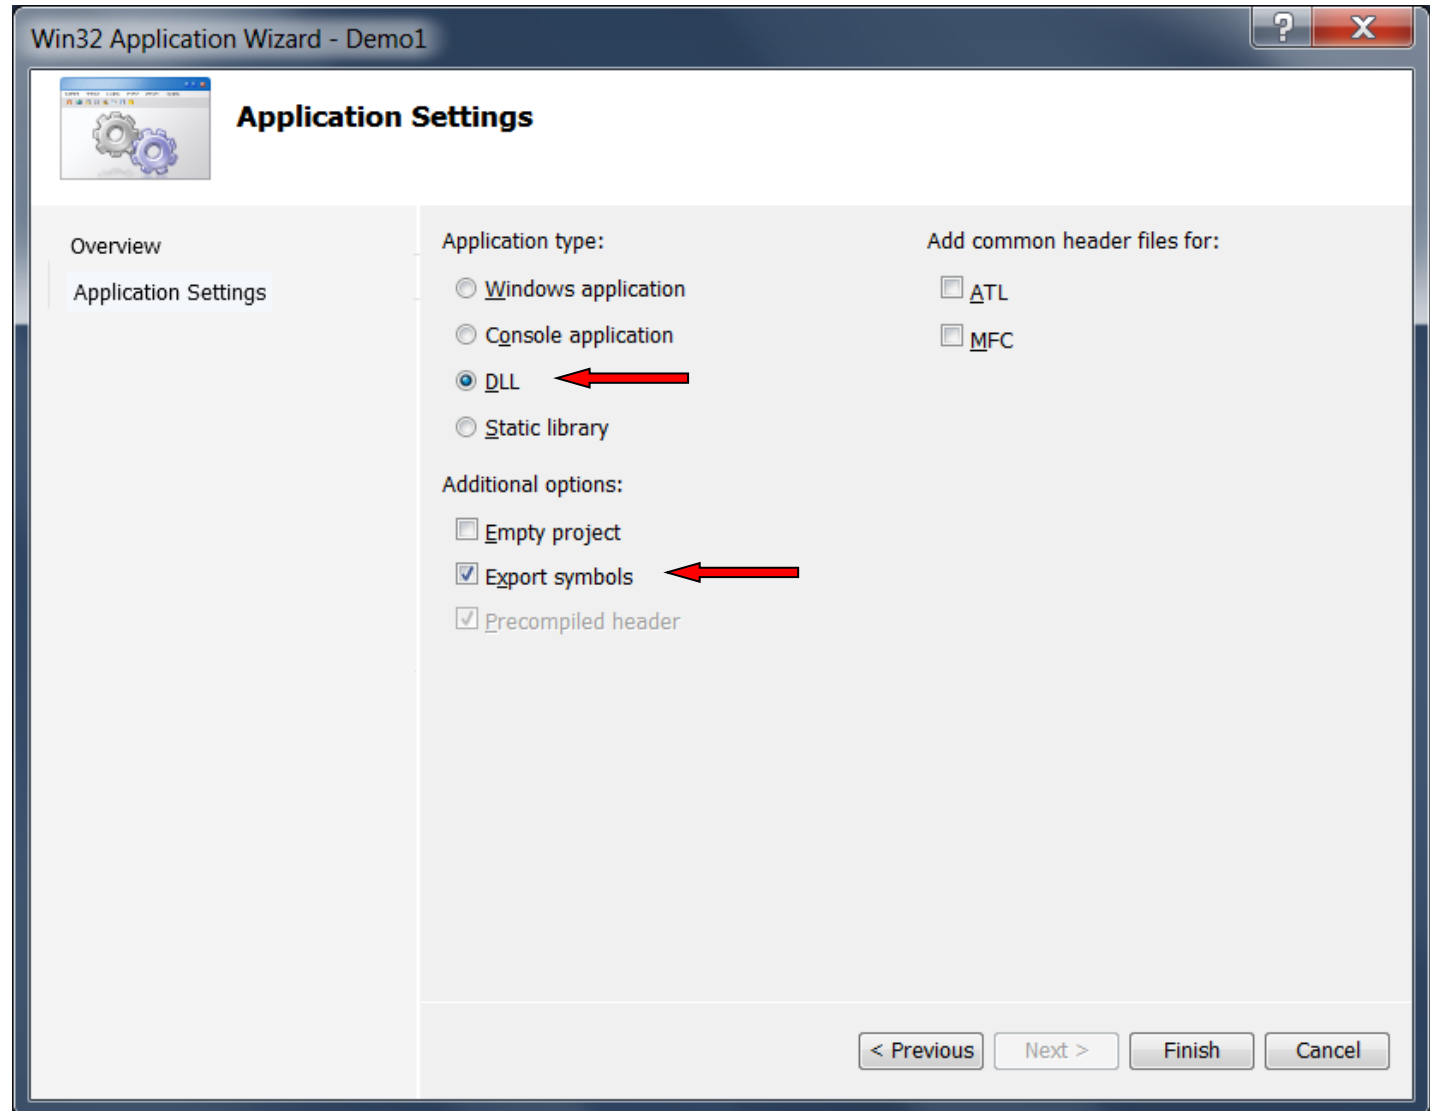 Win32 Application Wizard - Demo1
Application Settings
Overview
Application Settings
Application type:
Windows application
Console application
DLL
Static library
Additional options:
Empty project
Export symbols
Precompiled header
Add common header files for:
ATL
MFC
< Previous
Next >
Finish
Cancel